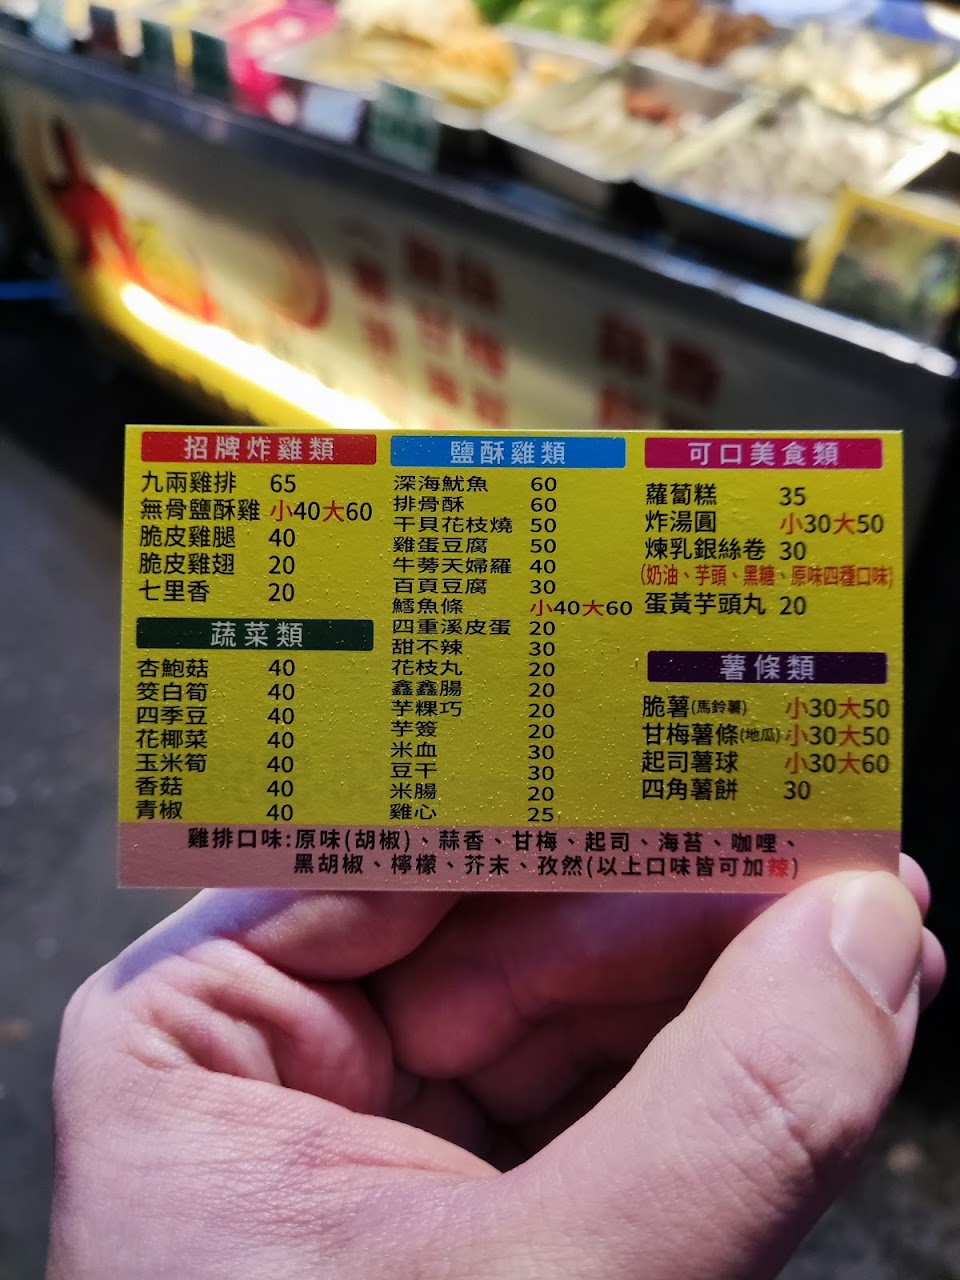 招牌炸雞類
九兩雞排 65
無骨鹽酥雞 小40大60
脆皮雞腿 40
脆皮雞翅 20
七里香 20
蔬菜類
杏鮑菇 40
筊白筍 40
四季豆 40
花椰菜 40
玉米筍 40
香菇 40
青椒 40
鹽酥雞類
深海魷魚 60
排骨酥 60
干貝花枝燒 50
雞蛋豆腐 50
牛蒡天婦羅 40
百頁豆腐 30
鱈魚條 小40大60
四重溪皮蛋 20
甜不辣 30
花枝丸 20
鑫鑫腸 20
芋粿巧 20
芋簽 20
米血 30
豆干 30
米腸 20
雞心 25
可口美食類
蘿蔔糕 35
炸湯圓 小30大50
煉乳銀絲卷 30
(奶油、芋頭、黑糖、原味四種口味)
蛋黃芋頭丸 20
薯條類
脆薯(馬鈴薯) 小30大50
甘梅薯條(地瓜) 小30大50
起司薯球 小30大60
四角薯餅 30
雞排口味:原味(胡椒)、蒜香、甘梅、起司、海苔、咖哩、
黑胡椒、檸檬、芥末、孜然(以上口味皆可加辣)